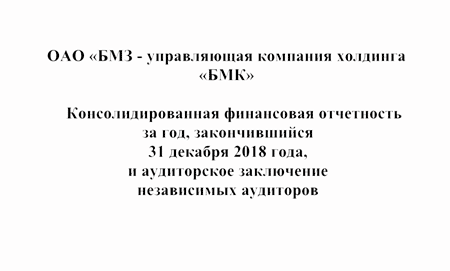 ОАО «БМЗ - управляющая компания холдинга
«БМК»
Консолидированная финансовая отчетность
за год, закончившийся
31 декабря 2018 года,
и аудиторское заключение
независимых аудиторов